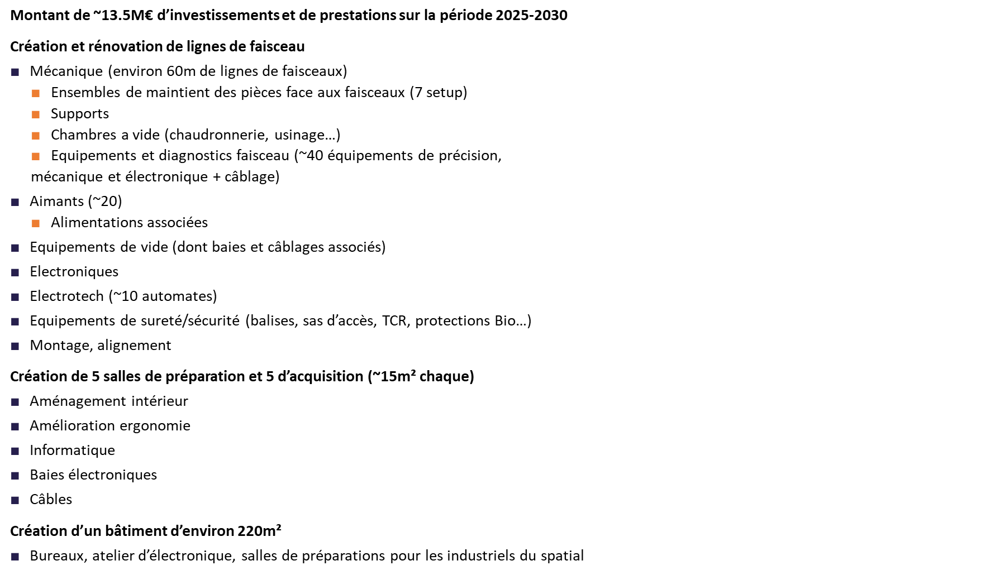 Montant de ~13.5M€ d’investissements et de prestations sur la période 2025-2030
Création et rénovation de lignes de faisceau
■ Mécanique (environ 60m de lignes de faisceaux)
■ Ensembles de maintient des pièces face aux faisceaux (7 setup)
■ Supports
■ Chambres a vide (chaudronnerie, usinage…)
■ Equipements et diagnostics faisceau (~40 équipements de précision,
mécanique et électronique + câblage)
■ Aimants (~20)
■ Alimentations associées
■ Equipements de vide (dont baies et câblages associés)
■ Electroniques
■ Electrotech (~10 automates)
■ Equipements de sureté/sécurité (balises, sas d’accès, TCR, protections Bio…)
■ Montage, alignement
Création de 5 salles de préparation et 5 d’acquisition (~15m² chaque)
■ Aménagement intérieur
■ Amélioration ergonomie
■ Informatique
■ Baies électroniques
■ Câbles
Création d’un bâtiment d’environ 220m²
■ Bureaux, atelier d’électronique, salles de préparations pour les industriels du spatial